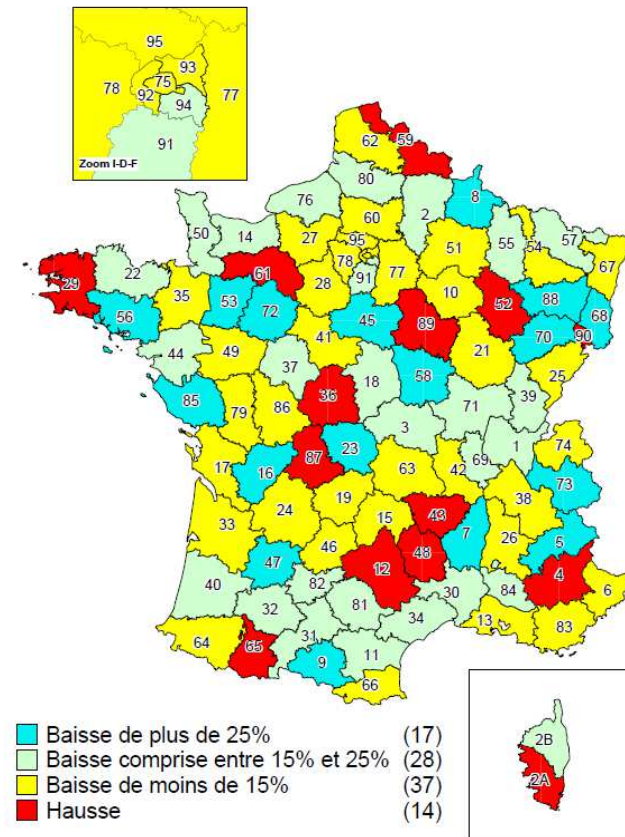 95
93
78 75 77
92
94
91
Zoom I-D-F
59
62
80
8
76
2
60
50 14 27 95 51 55 54 57
78 77 67
61 91
29 22 28 10 52 88 68
35 53
56 72 45 89 70 90
41
44 49 21 25
37 58
18
85 36 71 39
79 86
3
23 1 74
87 69
17 16 63 42
73
19 38
24 43
33 15
7 26 5
46 48
47 12 4
40 82 30 84 6
32 81
34 13
31 83
64 65
9 11
66
2B
2A
Baisse de plus de 25% (17)
Baisse comprise entre 15% et 25% (28)
Baisse de moins de 15% (37)
Hausse (14)